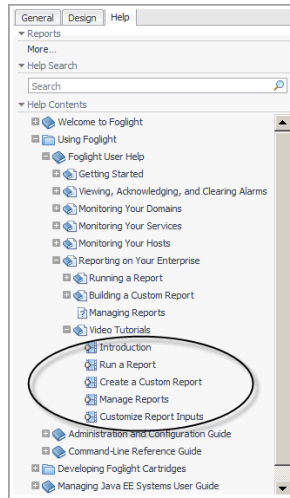 General Design Help
Reports
More...
Help Search
Search
Help Contents
Welcome to Foglight
Using Foglight
Foglight User Help
Getting Started
Viewing, Acknowledging, and Clearing Alarms
Monitoring Your Domains
Monitoring Your Services
Monitoring Your Hosts
Reporting on Your Enterprise
Running a Report
Building a Custom Report
Managing Reports
Video Tutorials
Introduction
Run a Report
Create a Custom Report
Manage Reports
Customize Report Inputs
Administration and Configuration Guide
Command-Line Reference Guide
Developing Foglight Cartridges
Managing Java EE Systems User Guide